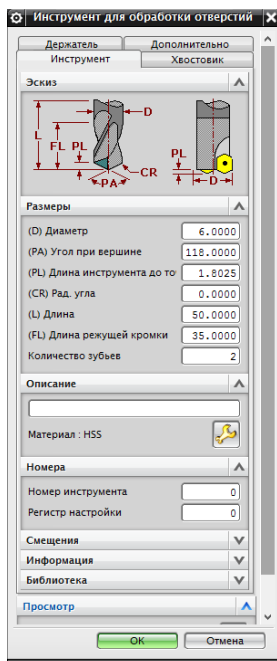 Инструмент для обработки отверстий
Держатель Дополнительно
Инструмент Хвостовик
Эскиз
D
L FL PL
PL
CR
PA D
Размеры
(D) Диаметр 6.0000
(PA) Угол при вершине 118.0000
(PL) Длина инструмента до то 1.8025
(CR) Рад. угла 0.0000
(L) Длина 50.0000
(FL) Длина режущей кромки 35.0000
Количество зубьев 2
Описание
Материал : HSS
Номера
Номер инструмента 0
Регистр настройки 0
Смещения
Информация
Библиотека
Просмотр
OK Отмена